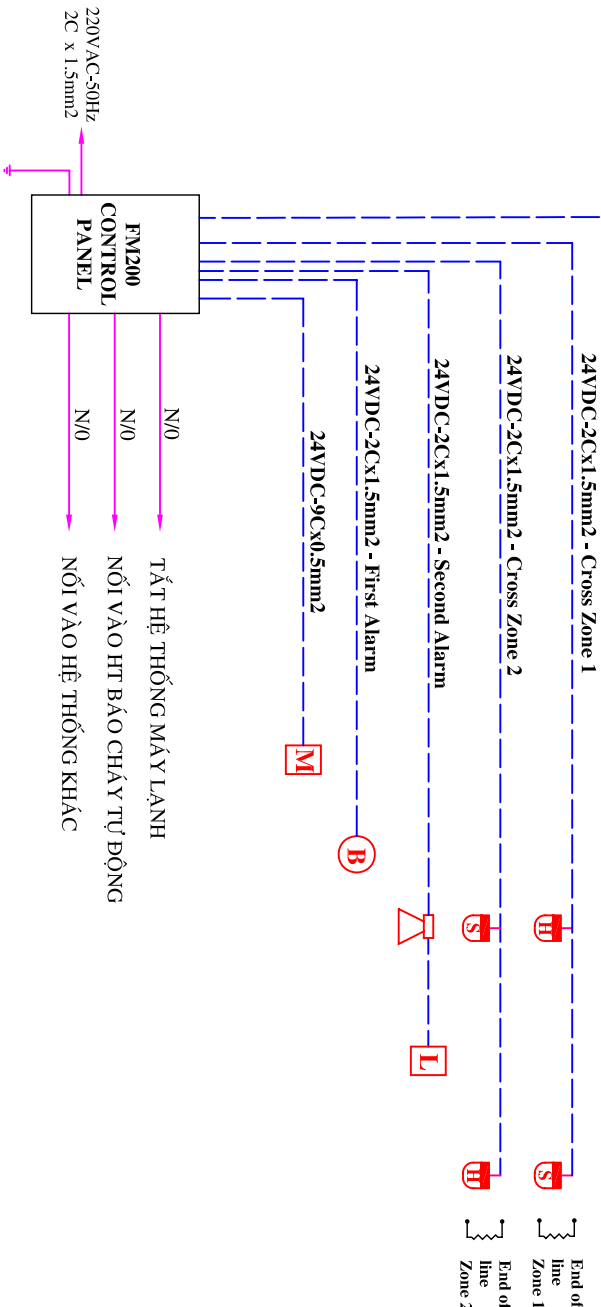 End of
line
Zone 1
End of
line
Zone 2
24VDC-2Cx1.5mm2 - Cross Zone 1
H
S
24VDC-2Cx1.5mm2 - Cross Zone 2
S
H
24VDC-2Cx1.5mm2 - Second Alarm
L
24VDC-2Cx1.5mm2 - First Alarm
B
24VDC-9Cx0.5mm2
M
220VAC-50Hz
2C x 1.5mm2
FM200
CONTROL
PANEL
N/0
TẮT HỆ THỐNG MÁY LẠNH
N/0
NỐI VÀO HT BÁO CHÁY TỰ ĐỘNG
N/0
NỐI VÀO HỆ THỐNG KHÁC